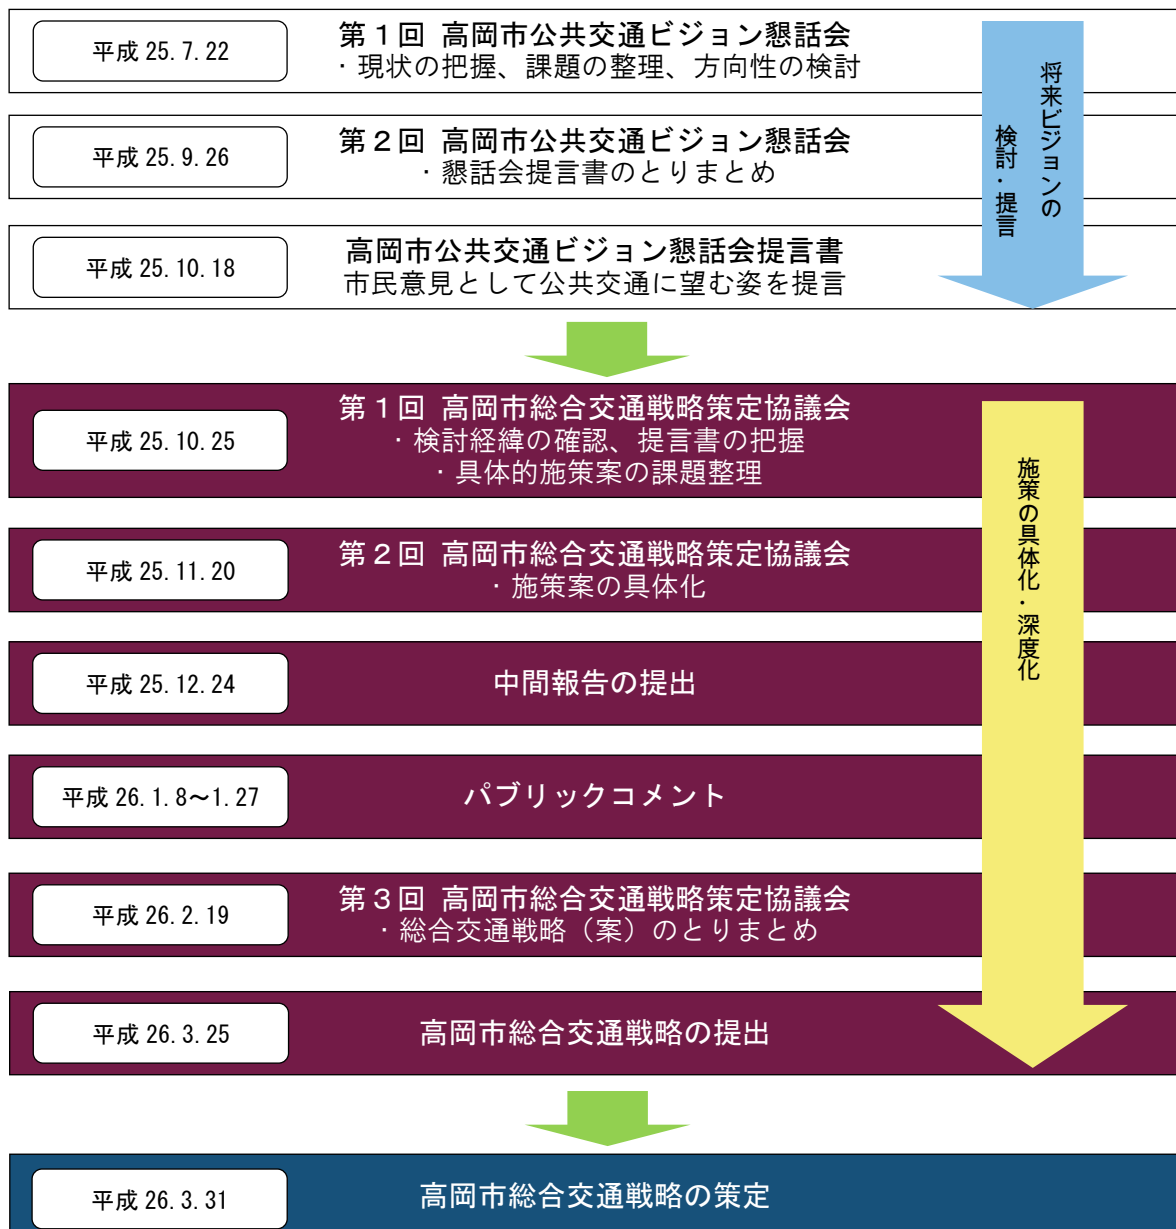 平成 25.7.22
第１回 高岡市公共交通ビジョン懇話会
・現状の把握、課題の整理、方向性の検討
平成 25.9.26
第２回 高岡市公共交通ビジョン懇話会
・懇話会提言書のとりまとめ
平成 25.10.18
高岡市公共交通ビジョン懇話会提言書
市民意見として公共交通に望む姿を提言
将来ビジョンの
検討・提言
平成 25.10.25
第１回 高岡市総合交通戦略策定協議会
・検討経緯の確認、提言書の把握
・具体的施策案の課題整理
平成 25.11.20
第２回 高岡市総合交通戦略策定協議会
・施策案の具体化
平成 25.12.24
中間報告の提出
平成 26.1.8～1.27
パブリックコメント
平成 26.2.19
第３回 高岡市総合交通戦略策定協議会
・総合交通戦略（案）のとりまとめ
平成 26.3.25
高岡市総合交通戦略の提出
施策の具体化・深度化
平成 26.3.31
高岡市総合交通戦略の策定